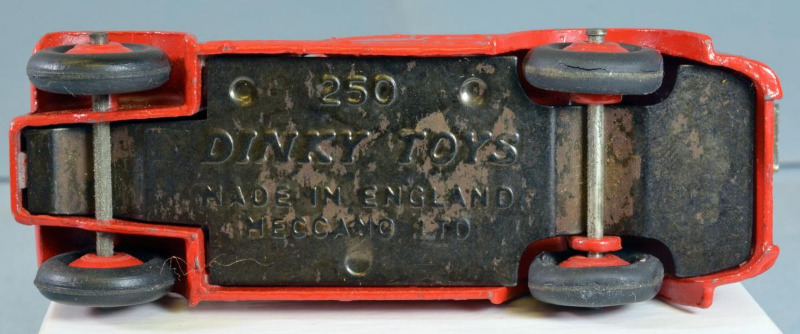 250
DINKY TOYS
MADE IN ENGLAND
MECCANO LTD